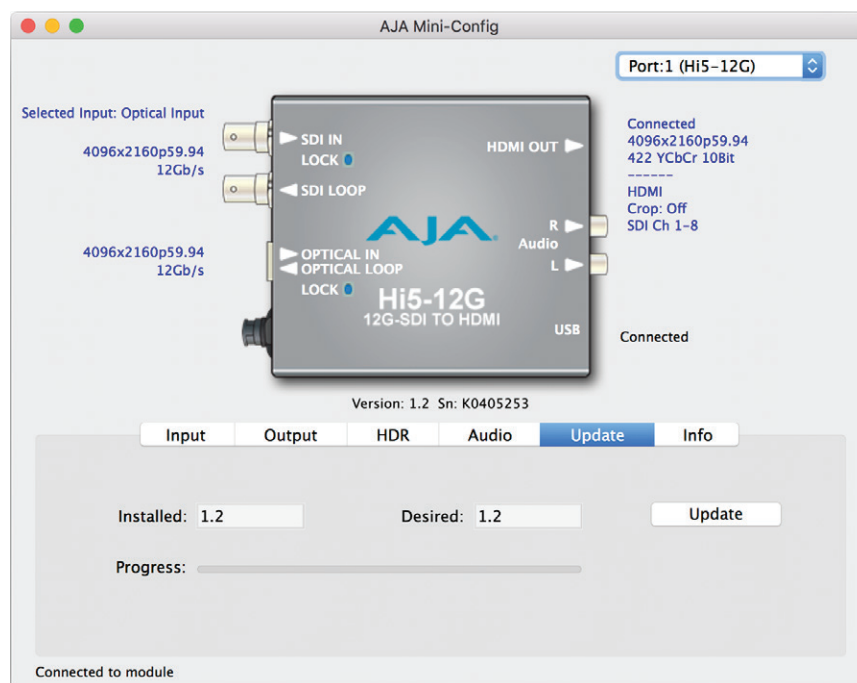 AJA Mini-Config
Port:1 (Hi5-12G)
Selected Input: Optical Input
4096x2160p59.94
12Gb/s
4096x2160p59.94
12Gb/s
SDI IN
LOCK
SDI LOOP
HDMI OUT
AJA
R
Audio
L
OPTICAL IN
OPTICAL LOOP
LOCK
Hi5-12G
12G-SDI TO HDMI
USB
Connected
4096x2160p59.94
422 YCbCr 10Bit
------
HDMI
Crop: Off
SDI Ch 1-8
Connected
Version: 1.2 Sn: K0405253
Input Output HDR Audio Update Info
Installed: 1.2 Desired: 1.2 Update
Progress:
Connected to module